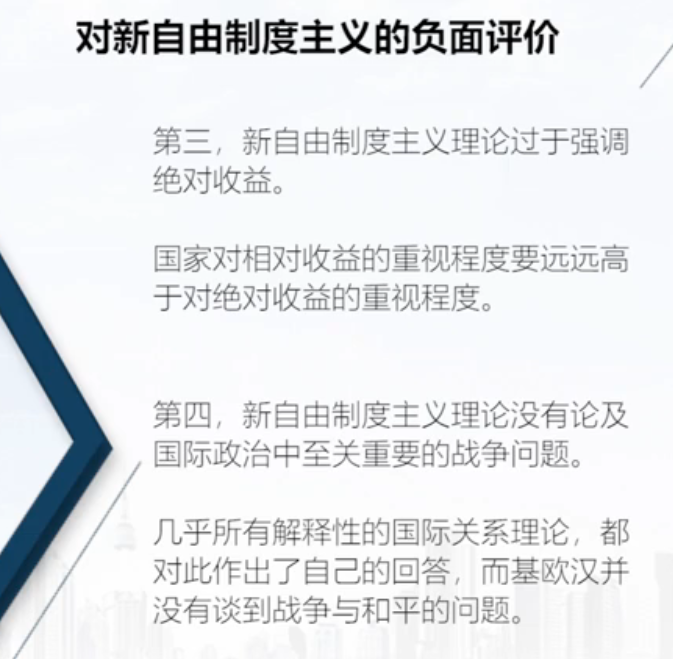 对新自由制度主义的负面评价
第三，新自由制度主义理论过于强调
绝对收益。
国家对相对收益的重视程度要远远高
于对绝对收益的重视程度。
第四，新自由制度主义理论没有论及
国际政治中至关重要的战争问题。
几乎所有解释性的国际关系理论，都
对此作出了自己的回答，而基欧汉并
没有谈到战争与和平的问题。